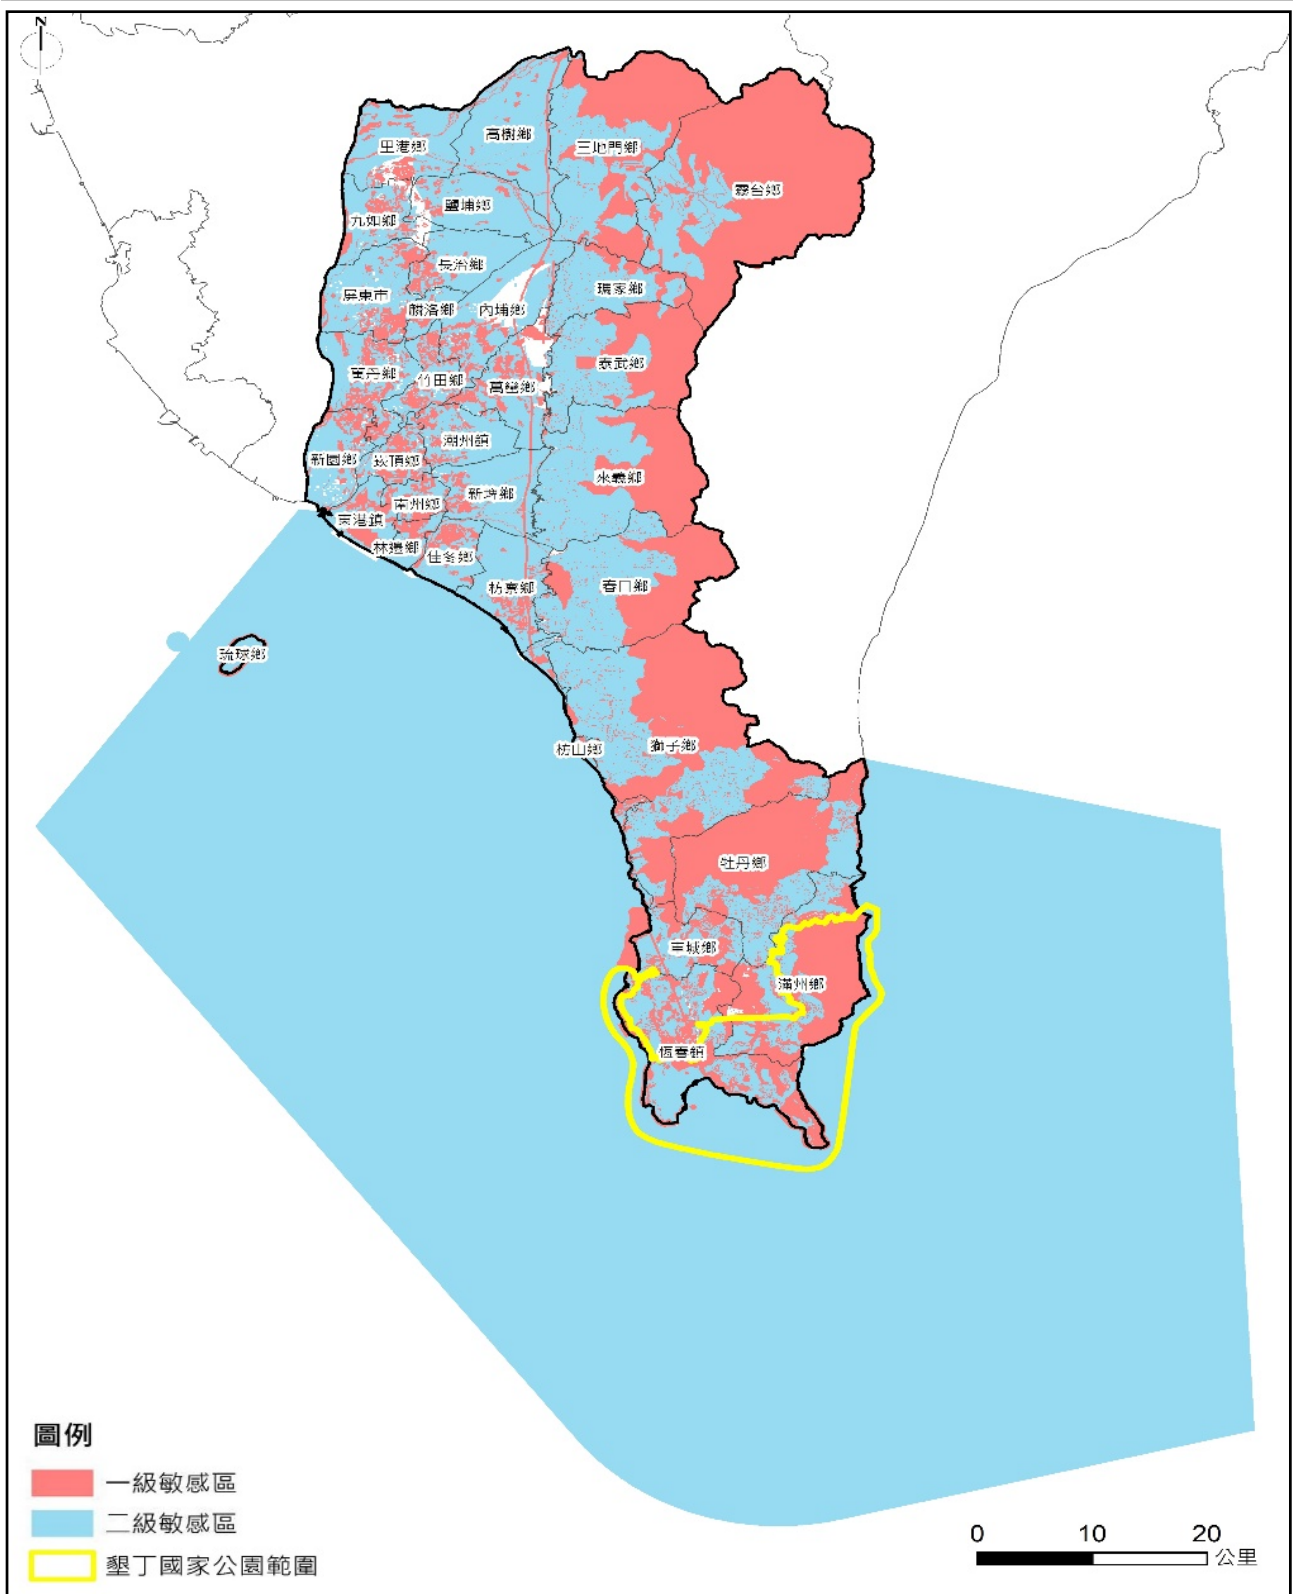 N
高樹鄉
里港鄉
三地門鄉
霧台鄉
鹽埔鄉
九如鄉
長治鄉
瑪家鄉
屏東市
麟洛鄉
內埔鄉
泰武鄉
萬丹鄉
竹田鄉
萬巒鄉
潮州鎮
新園鄉
崁頂鄉
來義鄉
新埤鄉
南州鄉
東港鎮
林邊鄉
佳冬鄉
枋寮鄉
春日鄉
琉球鄉
枋山鄉
獅子鄉
牡丹鄉
車城鄉
滿州鄉
恆春鎮
圖例
一級敏感區
二級敏感區
墾丁國家公園範圍
0 10 20
公里